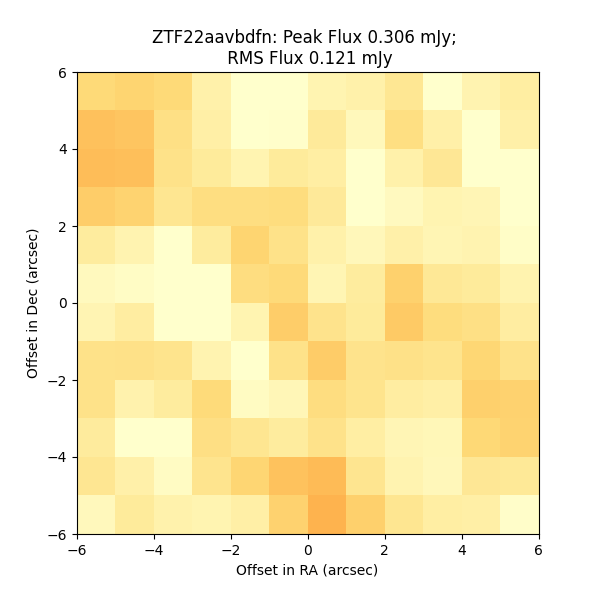 ZTF22aavbdfn: Peak Flux 0.306 mJy;
RMS Flux 0.121 mJy
6
4
2
0
−2
−4
−6
Offset in Dec (arcsec)
−6 −4 −2 0 2 4 6
Offset in RA (arcsec)